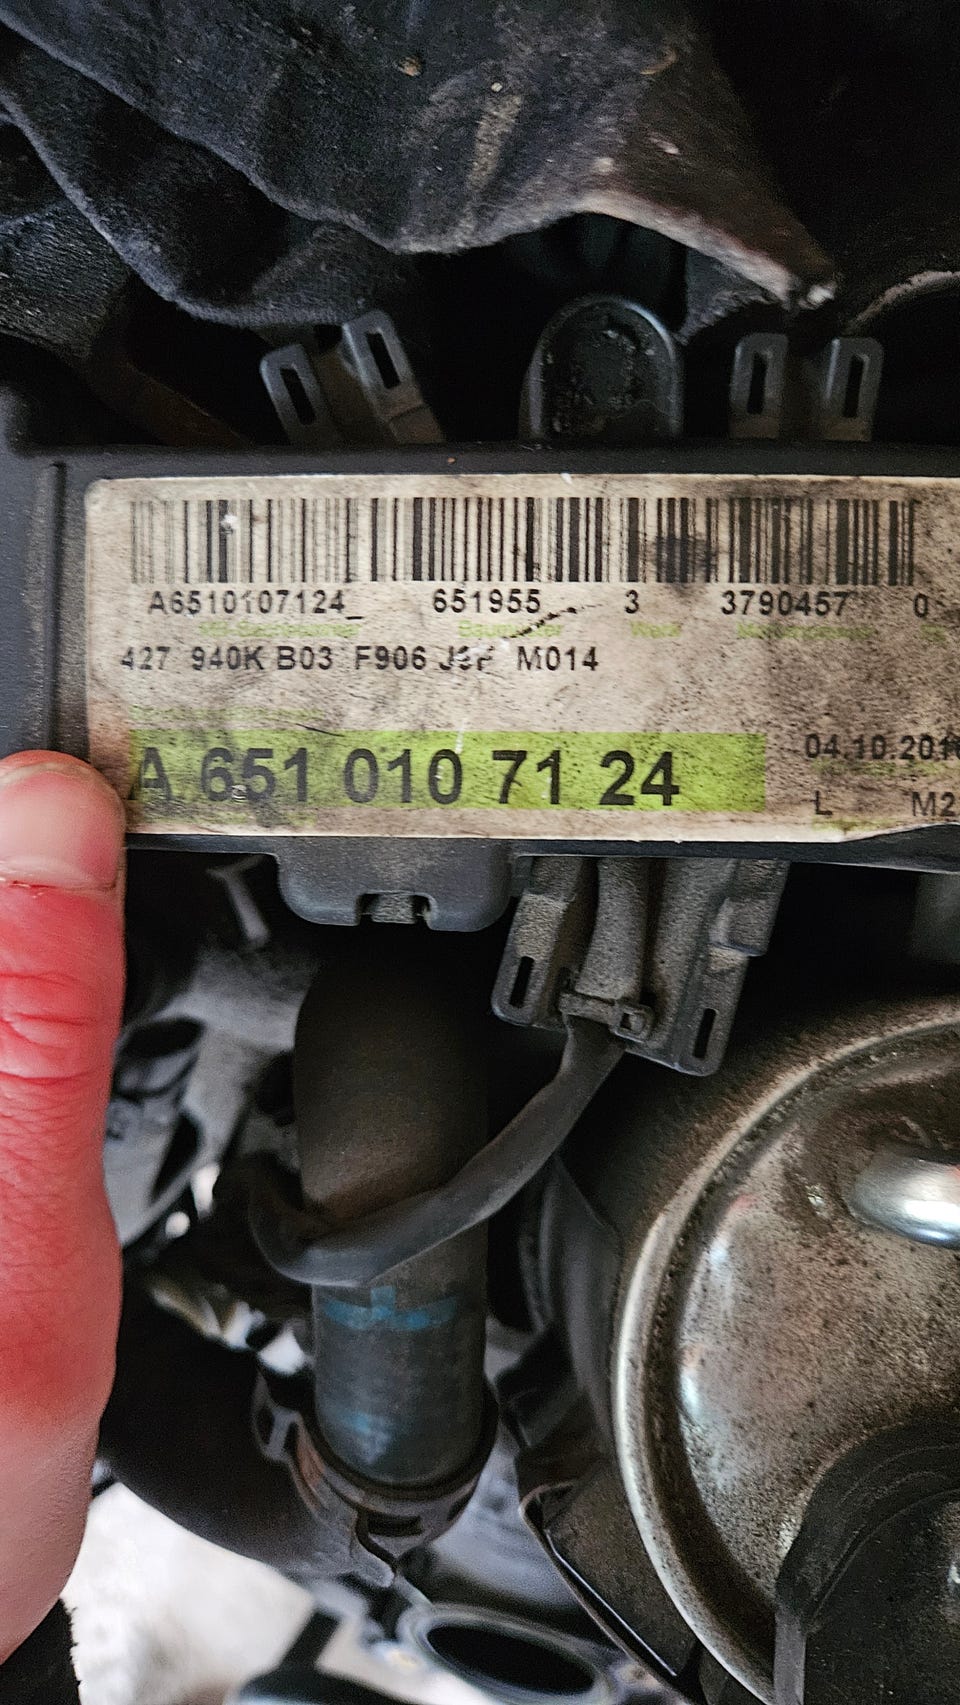 A6510107124_ 651955 3 3790457 0
427 940K B03 F906 M014
A 651 010 71 24
04.10.201
L M2